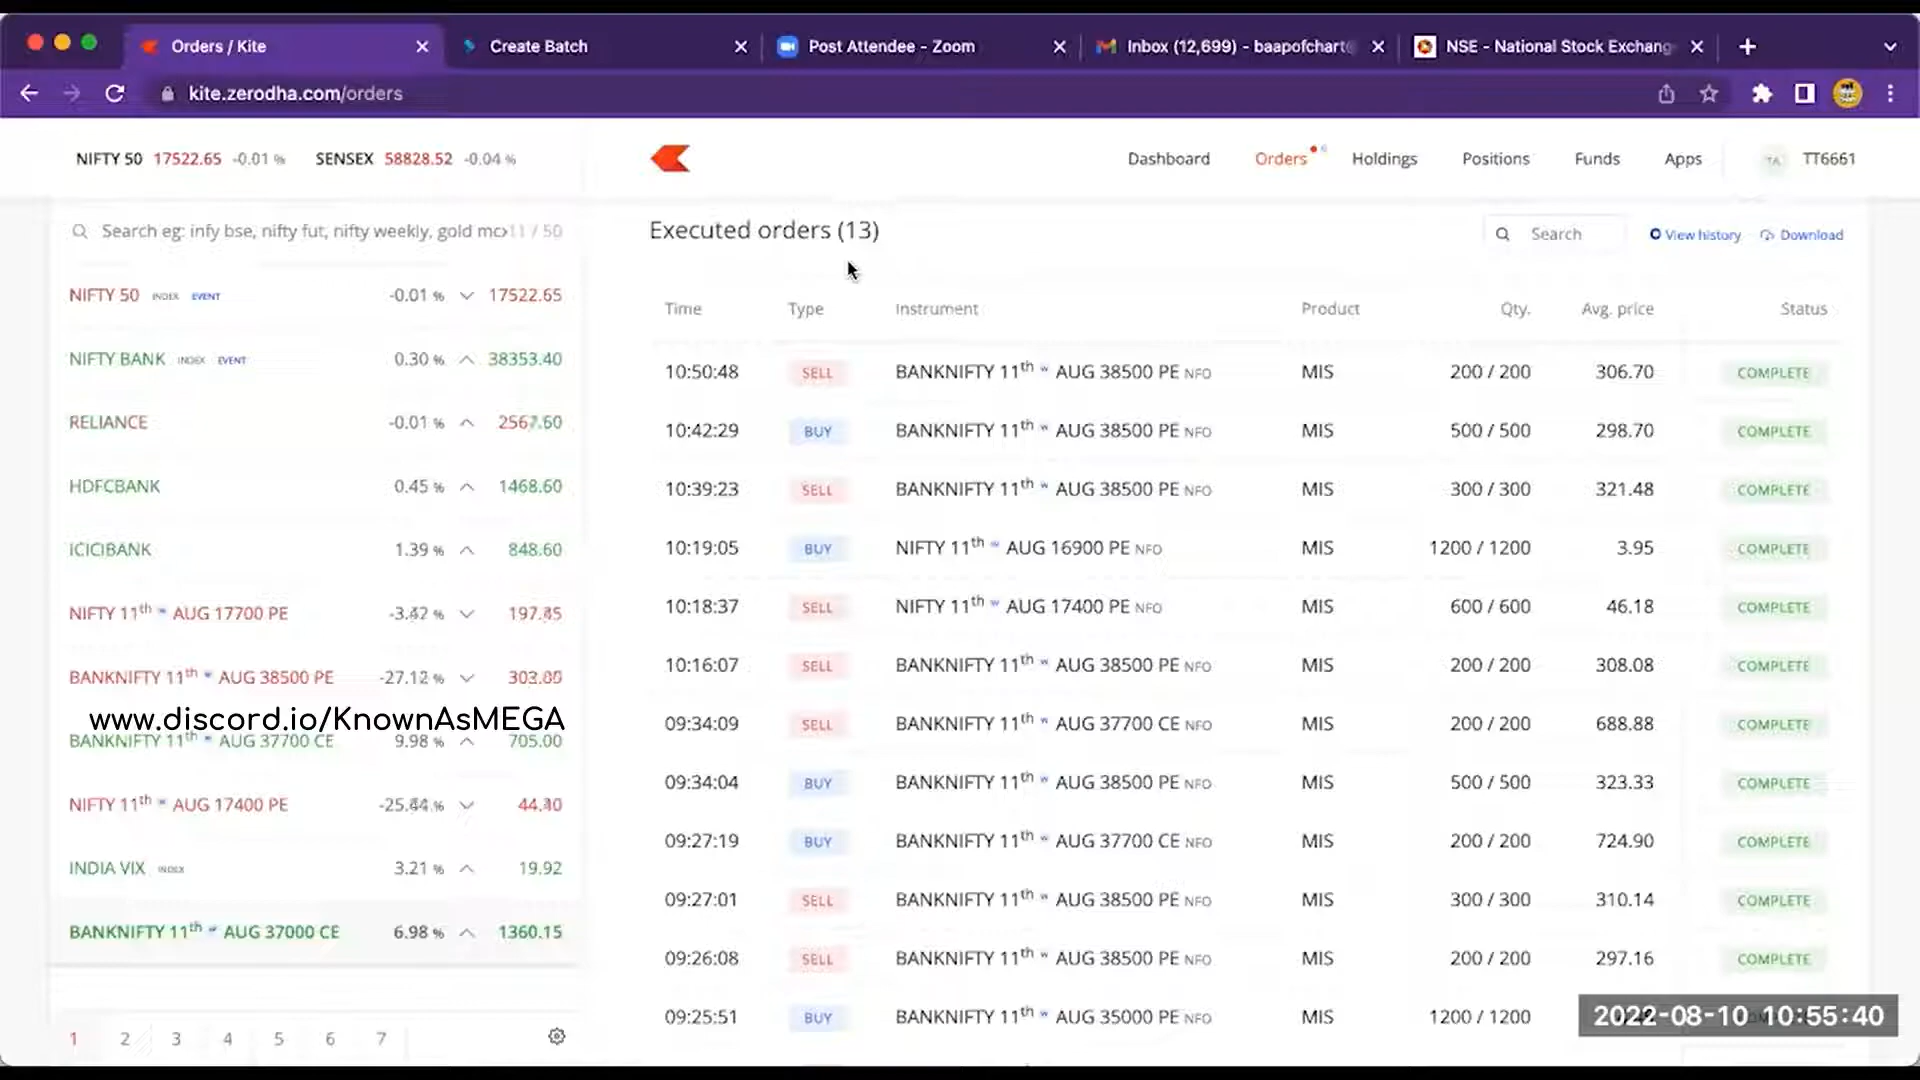 Orders / Kite
Create Batch
Post Attendee - Zoom
Inbox (12,699) - baapofchart
NSE - National Stock Exchang
kite.zerodha.com/orders
NIFTY 50 17522.65 -0.01 % SENSEX 58828.52 -0.04 %
Dashboard Orders Holdings Positions Funds Apps TT6661
Search eg: infy bse, nifty fut, nifty weekly, gold mcx 11 / 50
NIFTY 50 INDEX EVENT -0.01 % 17522.65
NIFTY BANK INDEX EVENT 0.30 % 38353.40
RELIANCE -0.01 % 2567.60
HDFCBANK 0.45 % 1468.60
ICICIBANK 1.39 % 848.60
NIFTY 11th w AUG 17700 PE -3.42 % 197.45
BANKNIFTY 11th w AUG 38500 PE -27.12 %
www.discord.io/KnownAsMEGA
BANKNIFTY 11th w AUG 37700 CE 9.98 % 705.00
NIFTY 11th w AUG 17400 PE -25.44 % 44.40
INDIA VIX INDEX 3.21 % 19.92
BANKNIFTY 11th w AUG 37000 CE 6.98 % 1360.15
1 2 3 4 5 6 7
Executed orders (13)
Search View history Download
Time Type Instrument Product Qty. Avg. price Status
10:50:48 SELL BANKNIFTY 11th w AUG 38500 PE NFO MIS 200 / 200 306.70 COMPLETE
10:42:29 BUY BANKNIFTY 11th w AUG 38500 PE NFO MIS 500 / 500 298.70 COMPLETE
10:39:23 SELL BANKNIFTY 11th w AUG 38500 PE NFO MIS 300 / 300 321.48 COMPLETE
10:19:05 BUY NIFTY 11th w AUG 16900 PE NFO MIS 1200 / 1200 3.95 COMPLETE
10:18:37 SELL NIFTY 11th w AUG 17400 PE NFO MIS 600 / 600 46.18 COMPLETE
10:16:07 SELL BANKNIFTY 11th w AUG 38500 PE NFO MIS 200 / 200 308.08 COMPLETE
09:34:09 SELL BANKNIFTY 11th w AUG 37700 CE NFO MIS 200 / 200 688.88 COMPLETE
09:34:04 BUY BANKNIFTY 11th w AUG 38500 PE NFO MIS 500 / 500 323.33 COMPLETE
09:27:19 BUY BANKNIFTY 11th w AUG 37700 CE NFO MIS 200 / 200 724.90 COMPLETE
09:27:01 SELL BANKNIFTY 11th w AUG 38500 PE NFO MIS 300 / 300 310.14 COMPLETE
09:26:08 SELL BANKNIFTY 11th w AUG 38500 PE NFO MIS 200 / 200 297.16 COMPLETE
09:25:51 BUY BANKNIFTY 11th w AUG 35000 PE NFO MIS 1200 / 1200
2022-08-10 10:55:40